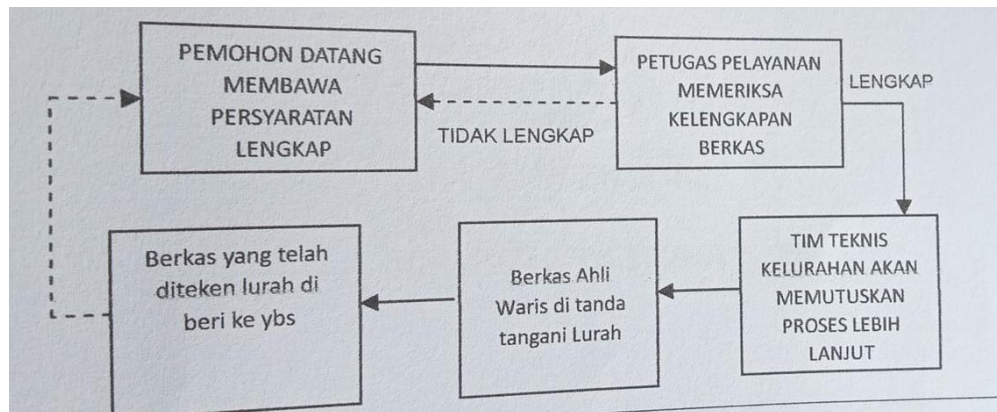 PEMOHON DATANG
MEMBAWA
PERSYARATAN
LENGKAP
TIDAK LENGKAP
PETUGAS PELAYANAN
MEMERIKSA
KELENGKAPAN
BERKAS
LENGKAP
TIM TEKNIS
KELURAHAN AKAN
MEMUTUSKAN
PROSES LEBIH
LANJUT
Berkas Ahli
Waris di tanda
tangani Lurah
Berkas yang telah
diteken lurah di
beri ke ybs